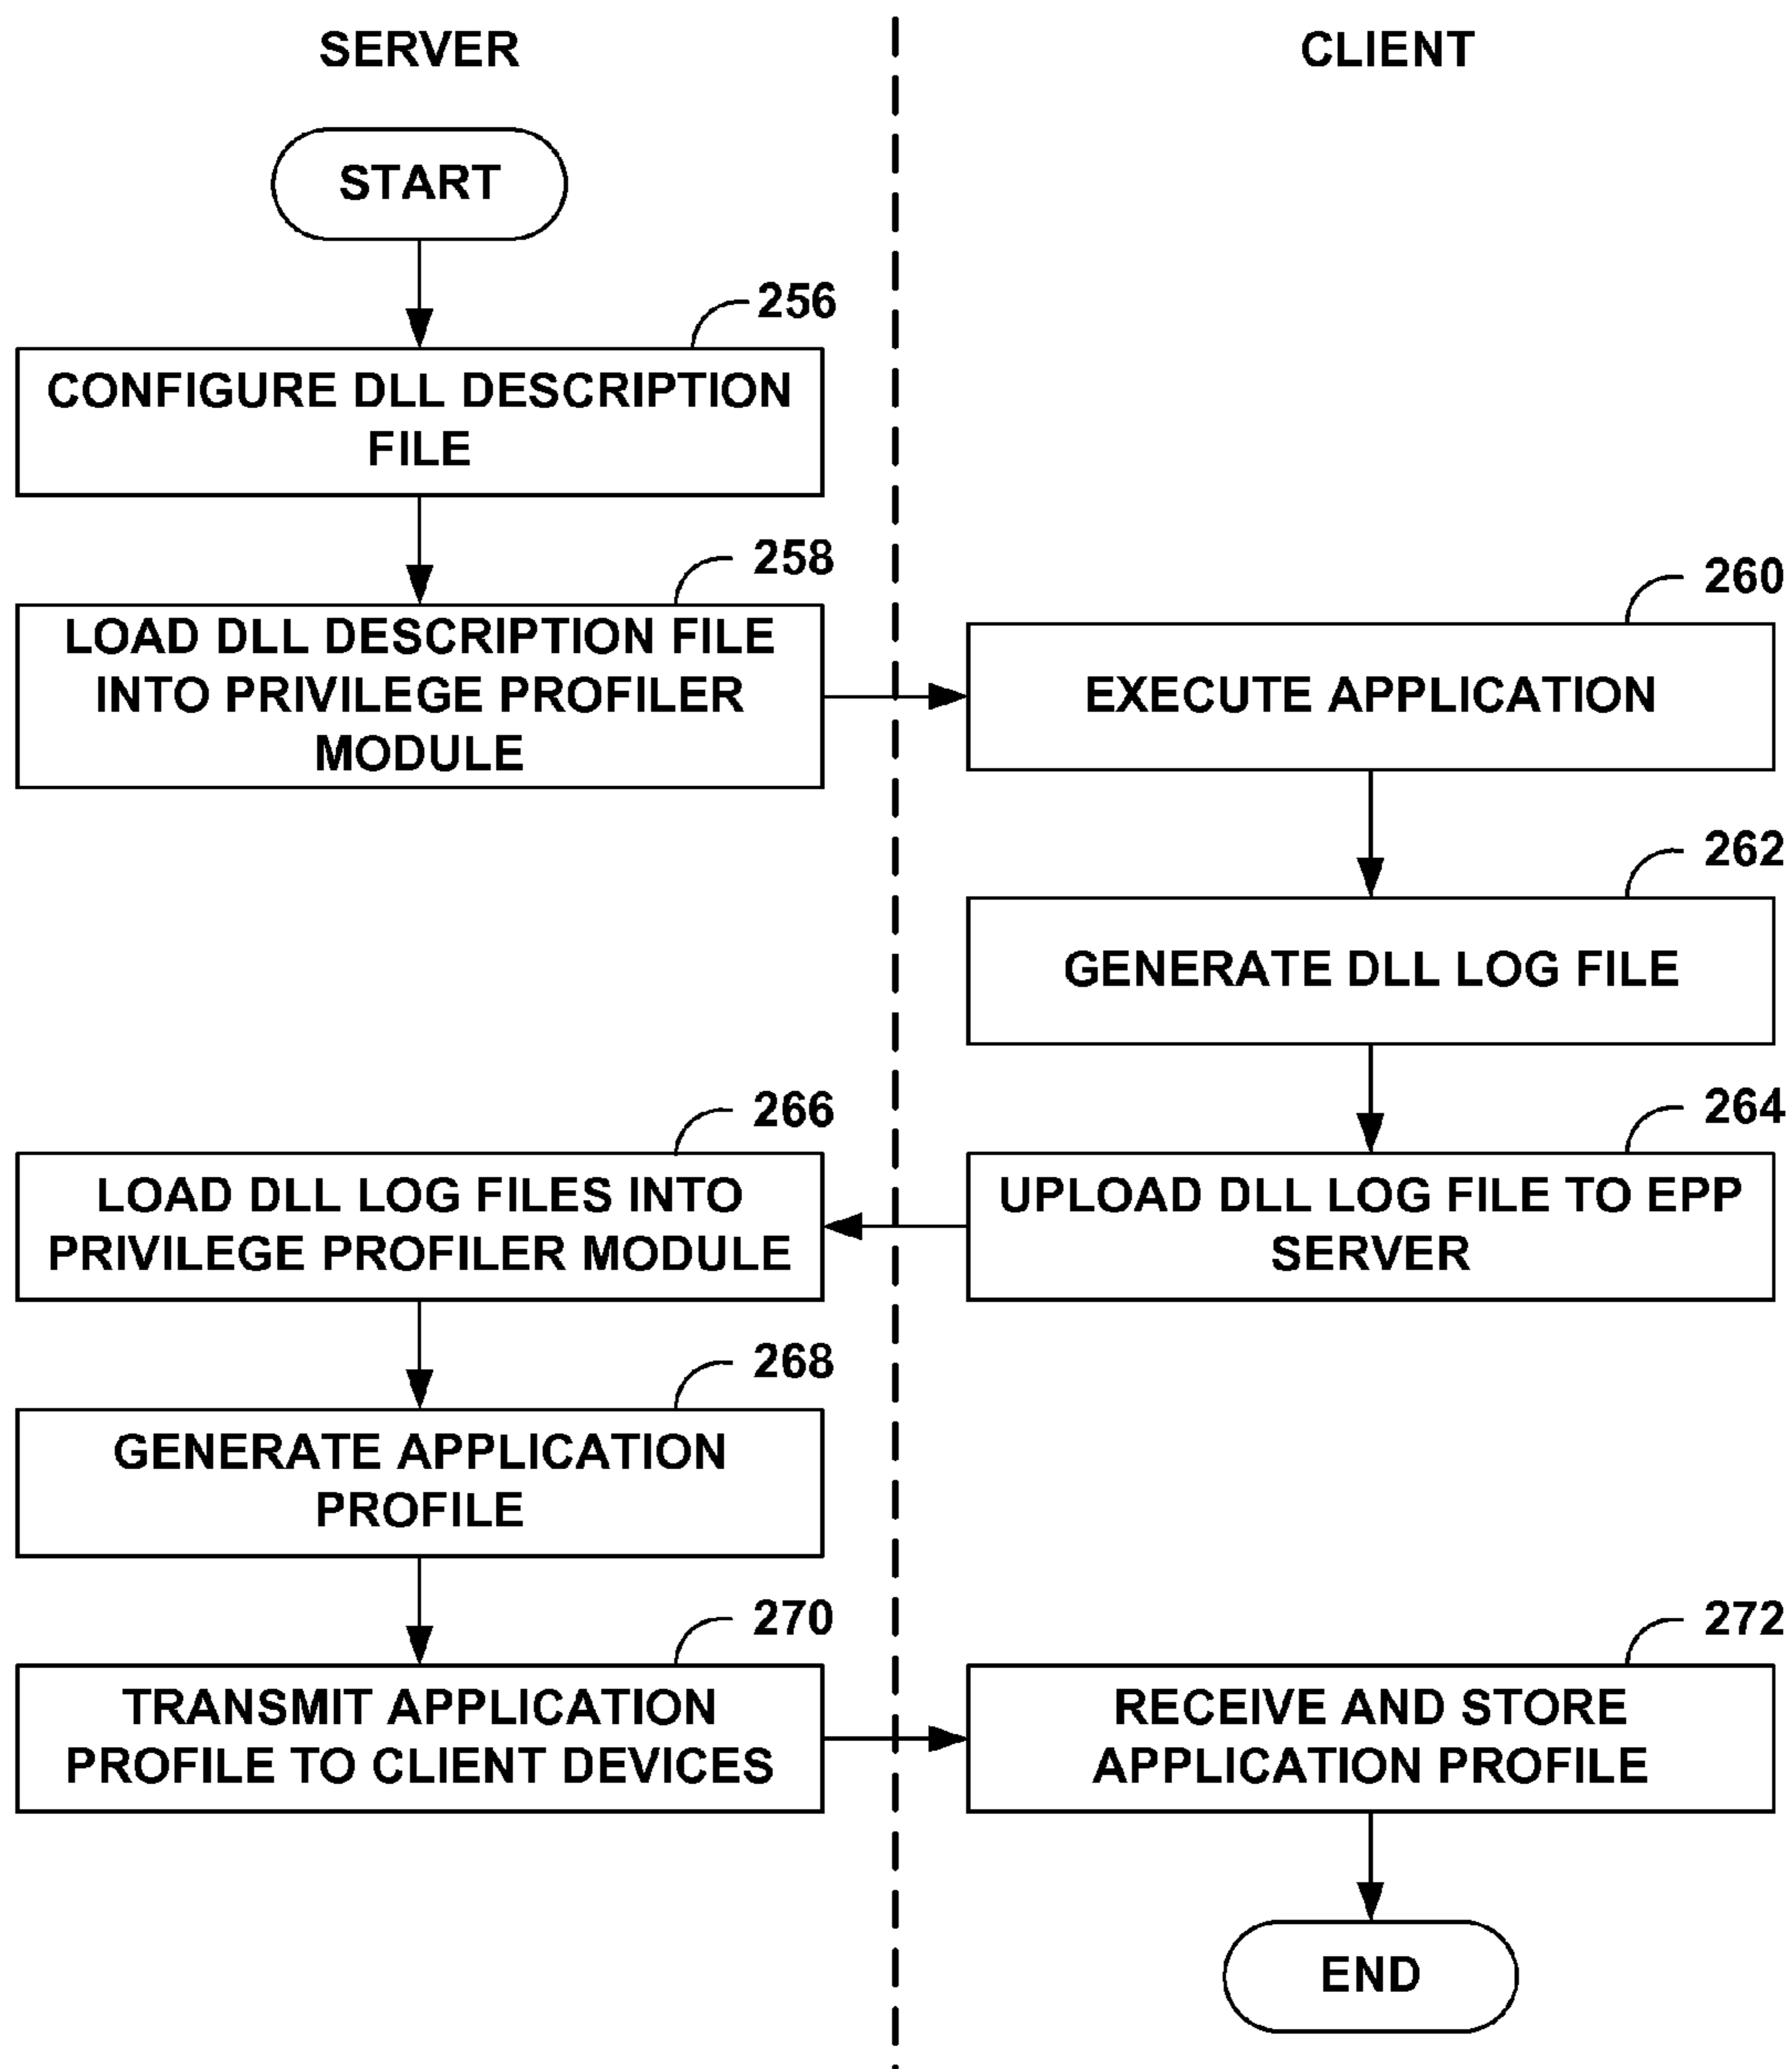 SERVER
CLIENT
START
256
CONFIGURE DLL DESCRIPTION
FILE
258
LOAD DLL DESCRIPTION FILE
INTO PRIVILEGE PROFILER
MODULE
260
EXECUTE APPLICATION
262
GENERATE DLL LOG FILE
264
UPLOAD DLL LOG FILE TO EPP
SERVER
266
LOAD DLL LOG FILES INTO
PRIVILEGE PROFILER MODULE
268
GENERATE APPLICATION
PROFILE
270
TRANSMIT APPLICATION
PROFILE TO CLIENT DEVICES
272
RECEIVE AND STORE
APPLICATION PROFILE
END